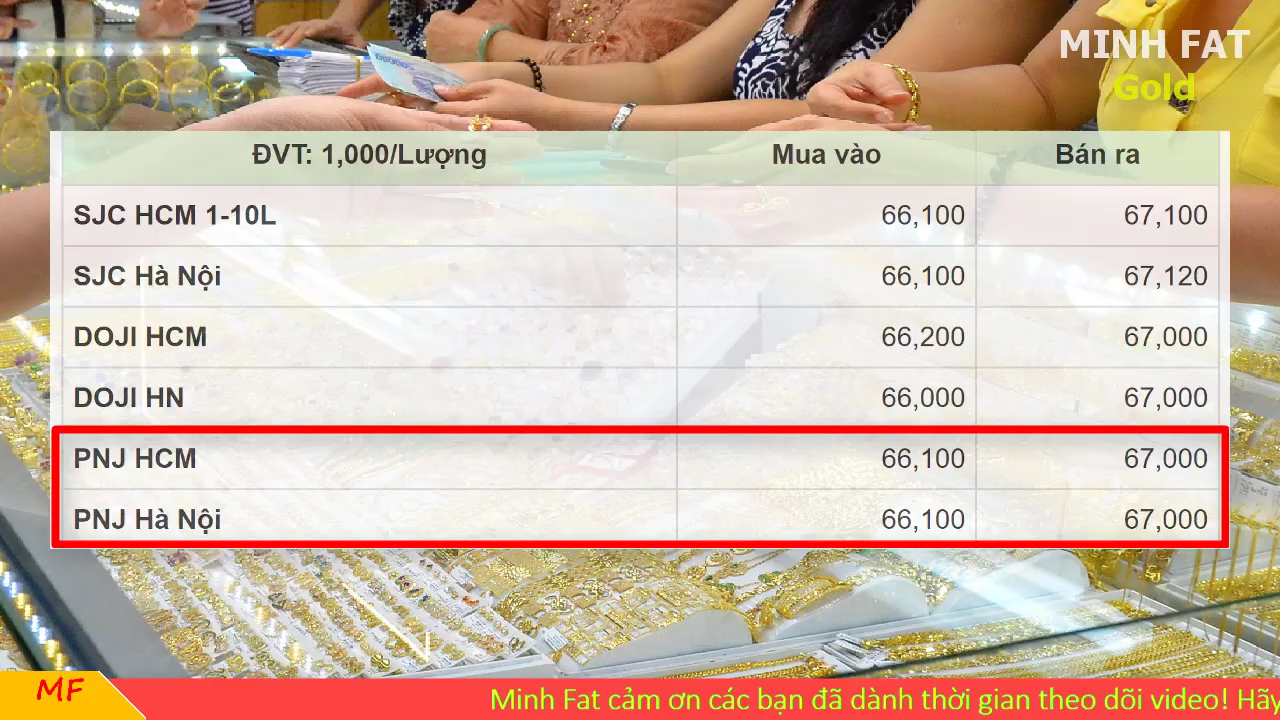 MINH FAT
Gold
ĐVT: 1,000/Lượng Mua vào Bán ra
SJC HCM 1-10L 66,100 67,100
SJC Hà Nội 66,100 67,120
DOJI HCM 66,200 67,000
DOJI HN 66,000 67,000
PNJ HCM 66,100 67,000
PNJ Hà Nội 66,100 67,000
MF
Minh Fat cảm ơn các bạn đã dành thời gian theo dõi video! Hãy